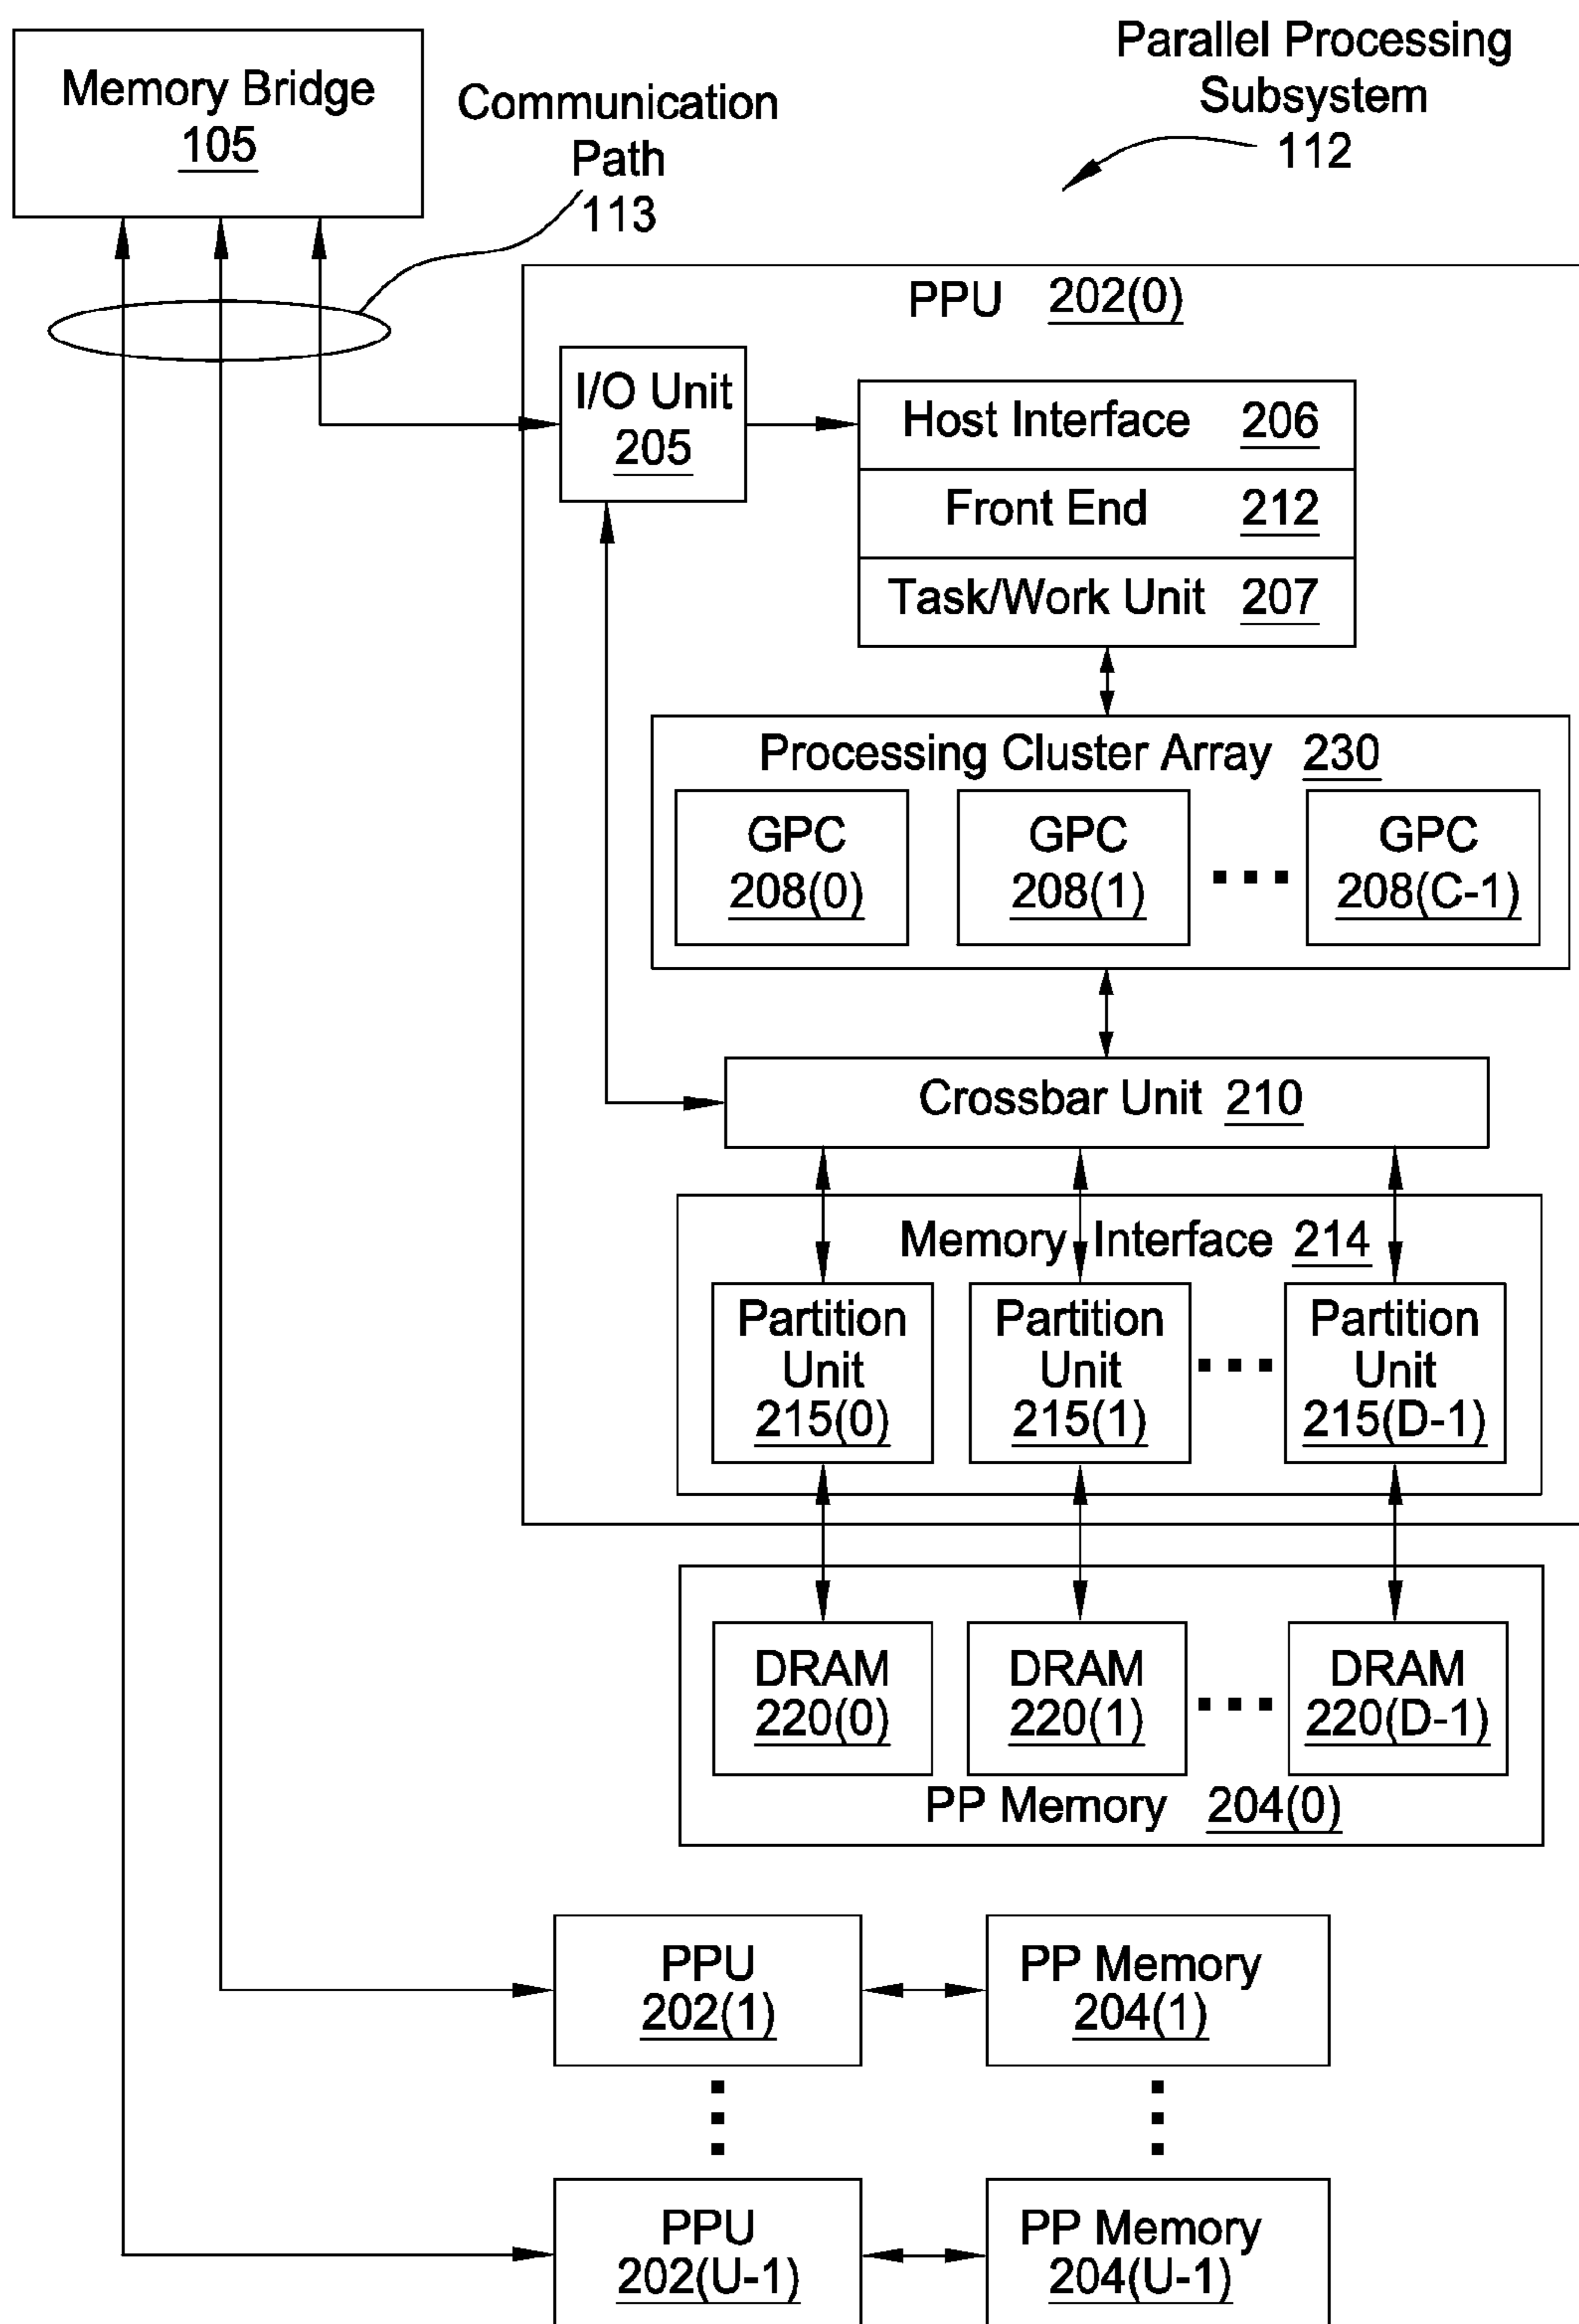 Parallel Processing
Subsystem
112
Memory Bridge
105
Communication
Path
113
PPU 202(0)
I/O Unit
205
Host Interface 206
Front End 212
Task/Work Unit 207
Processing Cluster Array 230
GPC
208(0)
GPC
208(1)
GPC
208(C-1)
Crossbar Unit 210
Memory Interface 214
Partition
Unit
215(0)
Partition
Unit
215(1)
Partition
Unit
215(D-1)
DRAM
220(0)
DRAM
220(1)
DRAM
220(D-1)
PP Memory 204(0)
PPU
202(1)
PP Memory
204(1)
PPU
202(U-1)
PP Memory
204(U-1)